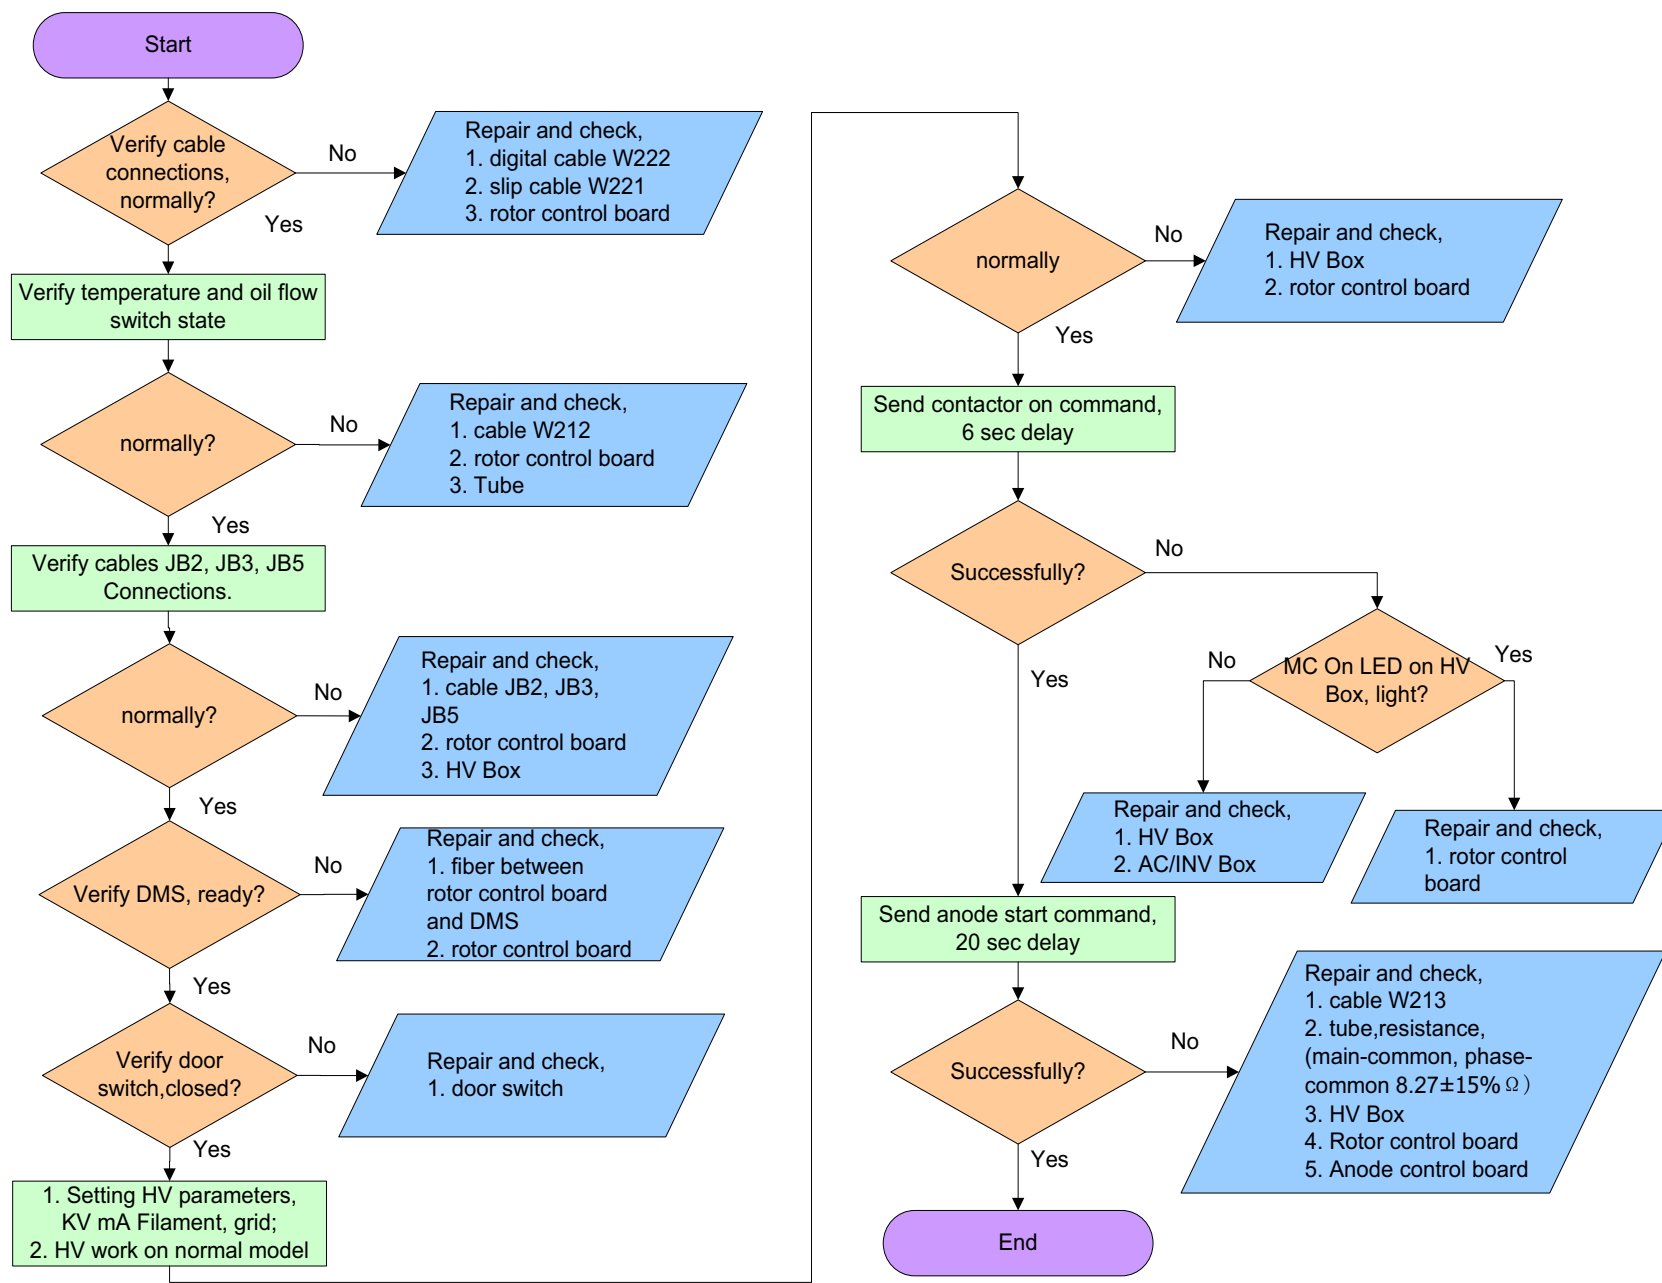 Start
Verify cable
connections,
normally?
No
Repair and check,
1. digital cable W222
2. slip cable W221
3. rotor control board
Yes
Verify temperature and oil flow
switch state
normally?
No
Repair and check,
1. cable W212
2. rotor control board
3. Tube
Yes
Verify cables JB2, JB3, JB5
Connections.
normally?
No
Repair and check,
1. cable JB2, JB3,
JB5
2. rotor control board
3. HV Box
Yes
Verify DMS, ready?
No
Repair and check,
1. fiber between
rotor control board
and DMS
2. rotor control board
Yes
Verify door
switch,closed?
No
Repair and check,
1. door switch
Yes
1. Setting HV parameters,
KV mA Filament, grid;
2. HV work on normal model
normally
No
Repair and check,
1. HV Box
2. rotor control board
Yes
Send contactor on command,
6 sec delay
Successfully?
No
Yes
MC On LED on HV
Box, light?
No
Yes
Repair and check,
1. HV Box
2. AC/INV Box
Repair and check,
1. rotor control
board
Send anode start command,
20 sec delay
Successfully?
No
Repair and check,
1. cable W213
2. tube,resistance,
(main-common, phase-
common 8.27±15%Ω）
3. HV Box
4. Rotor control board
5. Anode control board
Yes
End